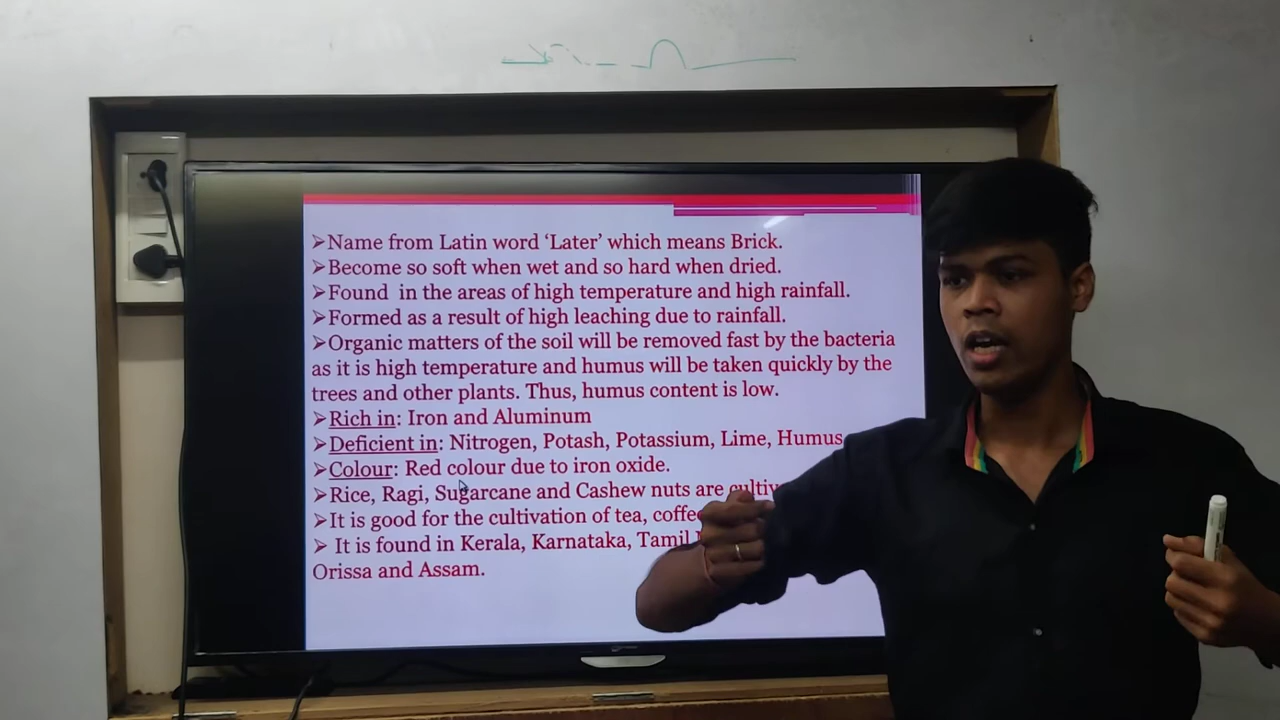 ➢Name from Latin word ‘Later’ which means Brick.
➢Become so soft when wet and so hard when dried.
➢Found in the areas of high temperature and high rainfall.
➢Formed as a result of high leaching due to rainfall.
➢Organic matters of the soil will be removed fast by the bacteria
as it is high temperature and humus will be taken quickly by the
trees and other plants. Thus, humus content is low.
➢Rich in: Iron and Aluminum
➢Deficient in: Nitrogen, Potash, Potassium, Lime, Humus
➢Colour: Red colour due to iron oxide.
➢Rice, Ragi, Sugarcane and Cashew nuts are
➢It is good for the cultivation of tea, coffee
➢ It is found in Kerala, Karnataka, Tamil
Orissa and Assam.